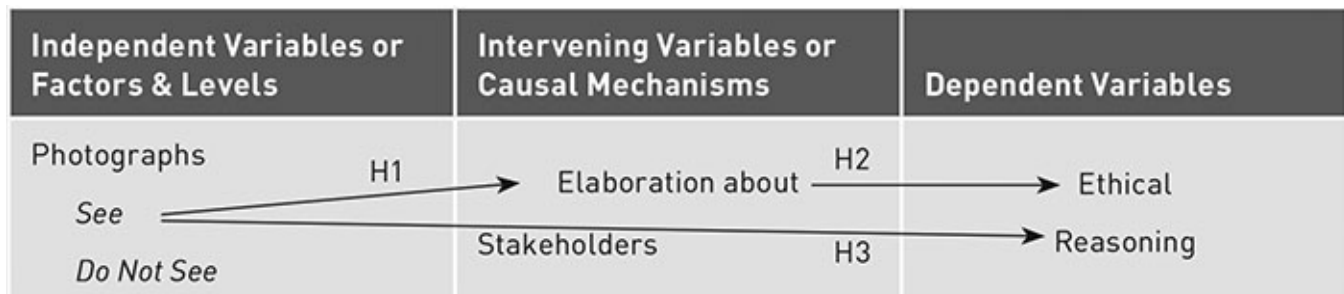 Independent Variables or
Factors & Levels
Intervening Variables or
Causal Mechanisms
Dependent Variables
Photographs
See
Do Not See
H1
Elaboration about
Stakeholders
H2
H3
Ethical
Reasoning